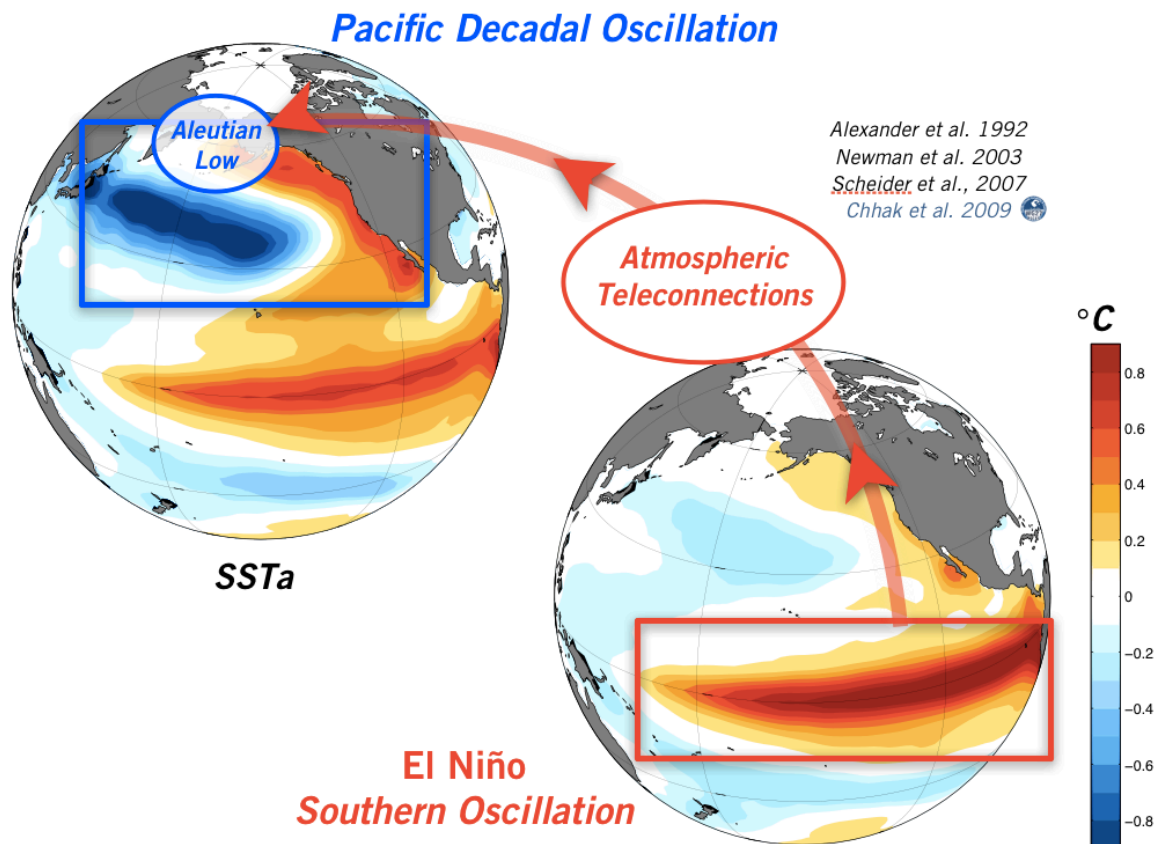 Pacific Decadal Oscillation
Aleutian
Low
Alexander et al. 1992
Newman et al. 2003
Scheider et al., 2007
Chhak et al. 2009
Atmospheric
Teleconnections
°C
0.8
0.6
0.4
0.2
0
−0.2
−0.4
−0.6
−0.8
SSTa
El Niño
Southern Oscillation